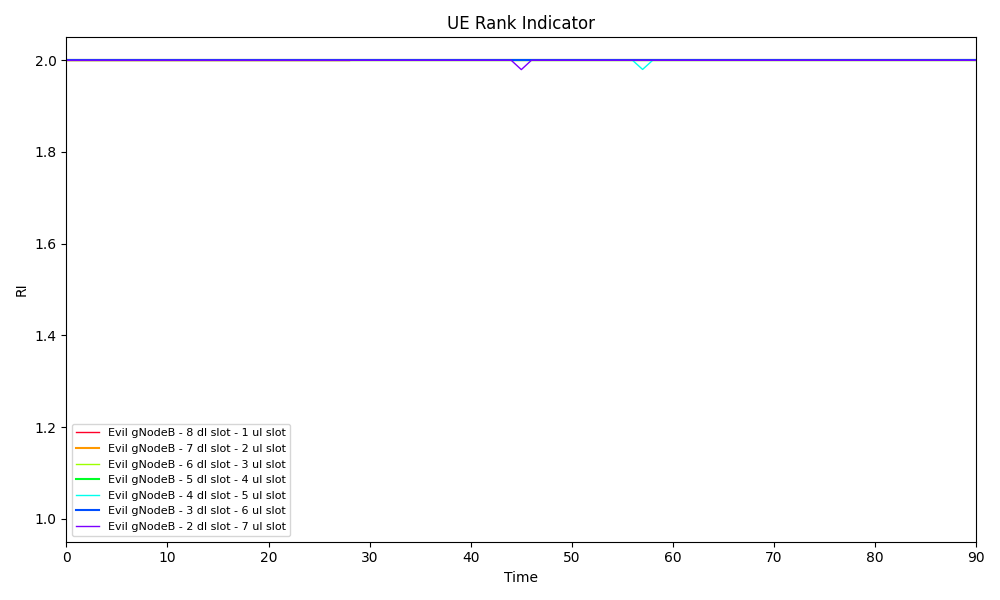 UE Rank Indicator
2.0
1.8
1.6
1.4
1.2
1.0
RI
Evil gNodeB - 8 dl slot - 1 ul slot
Evil gNodeB - 7 dl slot - 2 ul slot
Evil gNodeB - 6 dl slot - 3 ul slot
Evil gNodeB - 5 dl slot - 4 ul slot
Evil gNodeB - 4 dl slot - 5 ul slot
Evil gNodeB - 3 dl slot - 6 ul slot
Evil gNodeB - 2 dl slot - 7 ul slot
0 10 20 30 40 50 60 70 80 90
Time